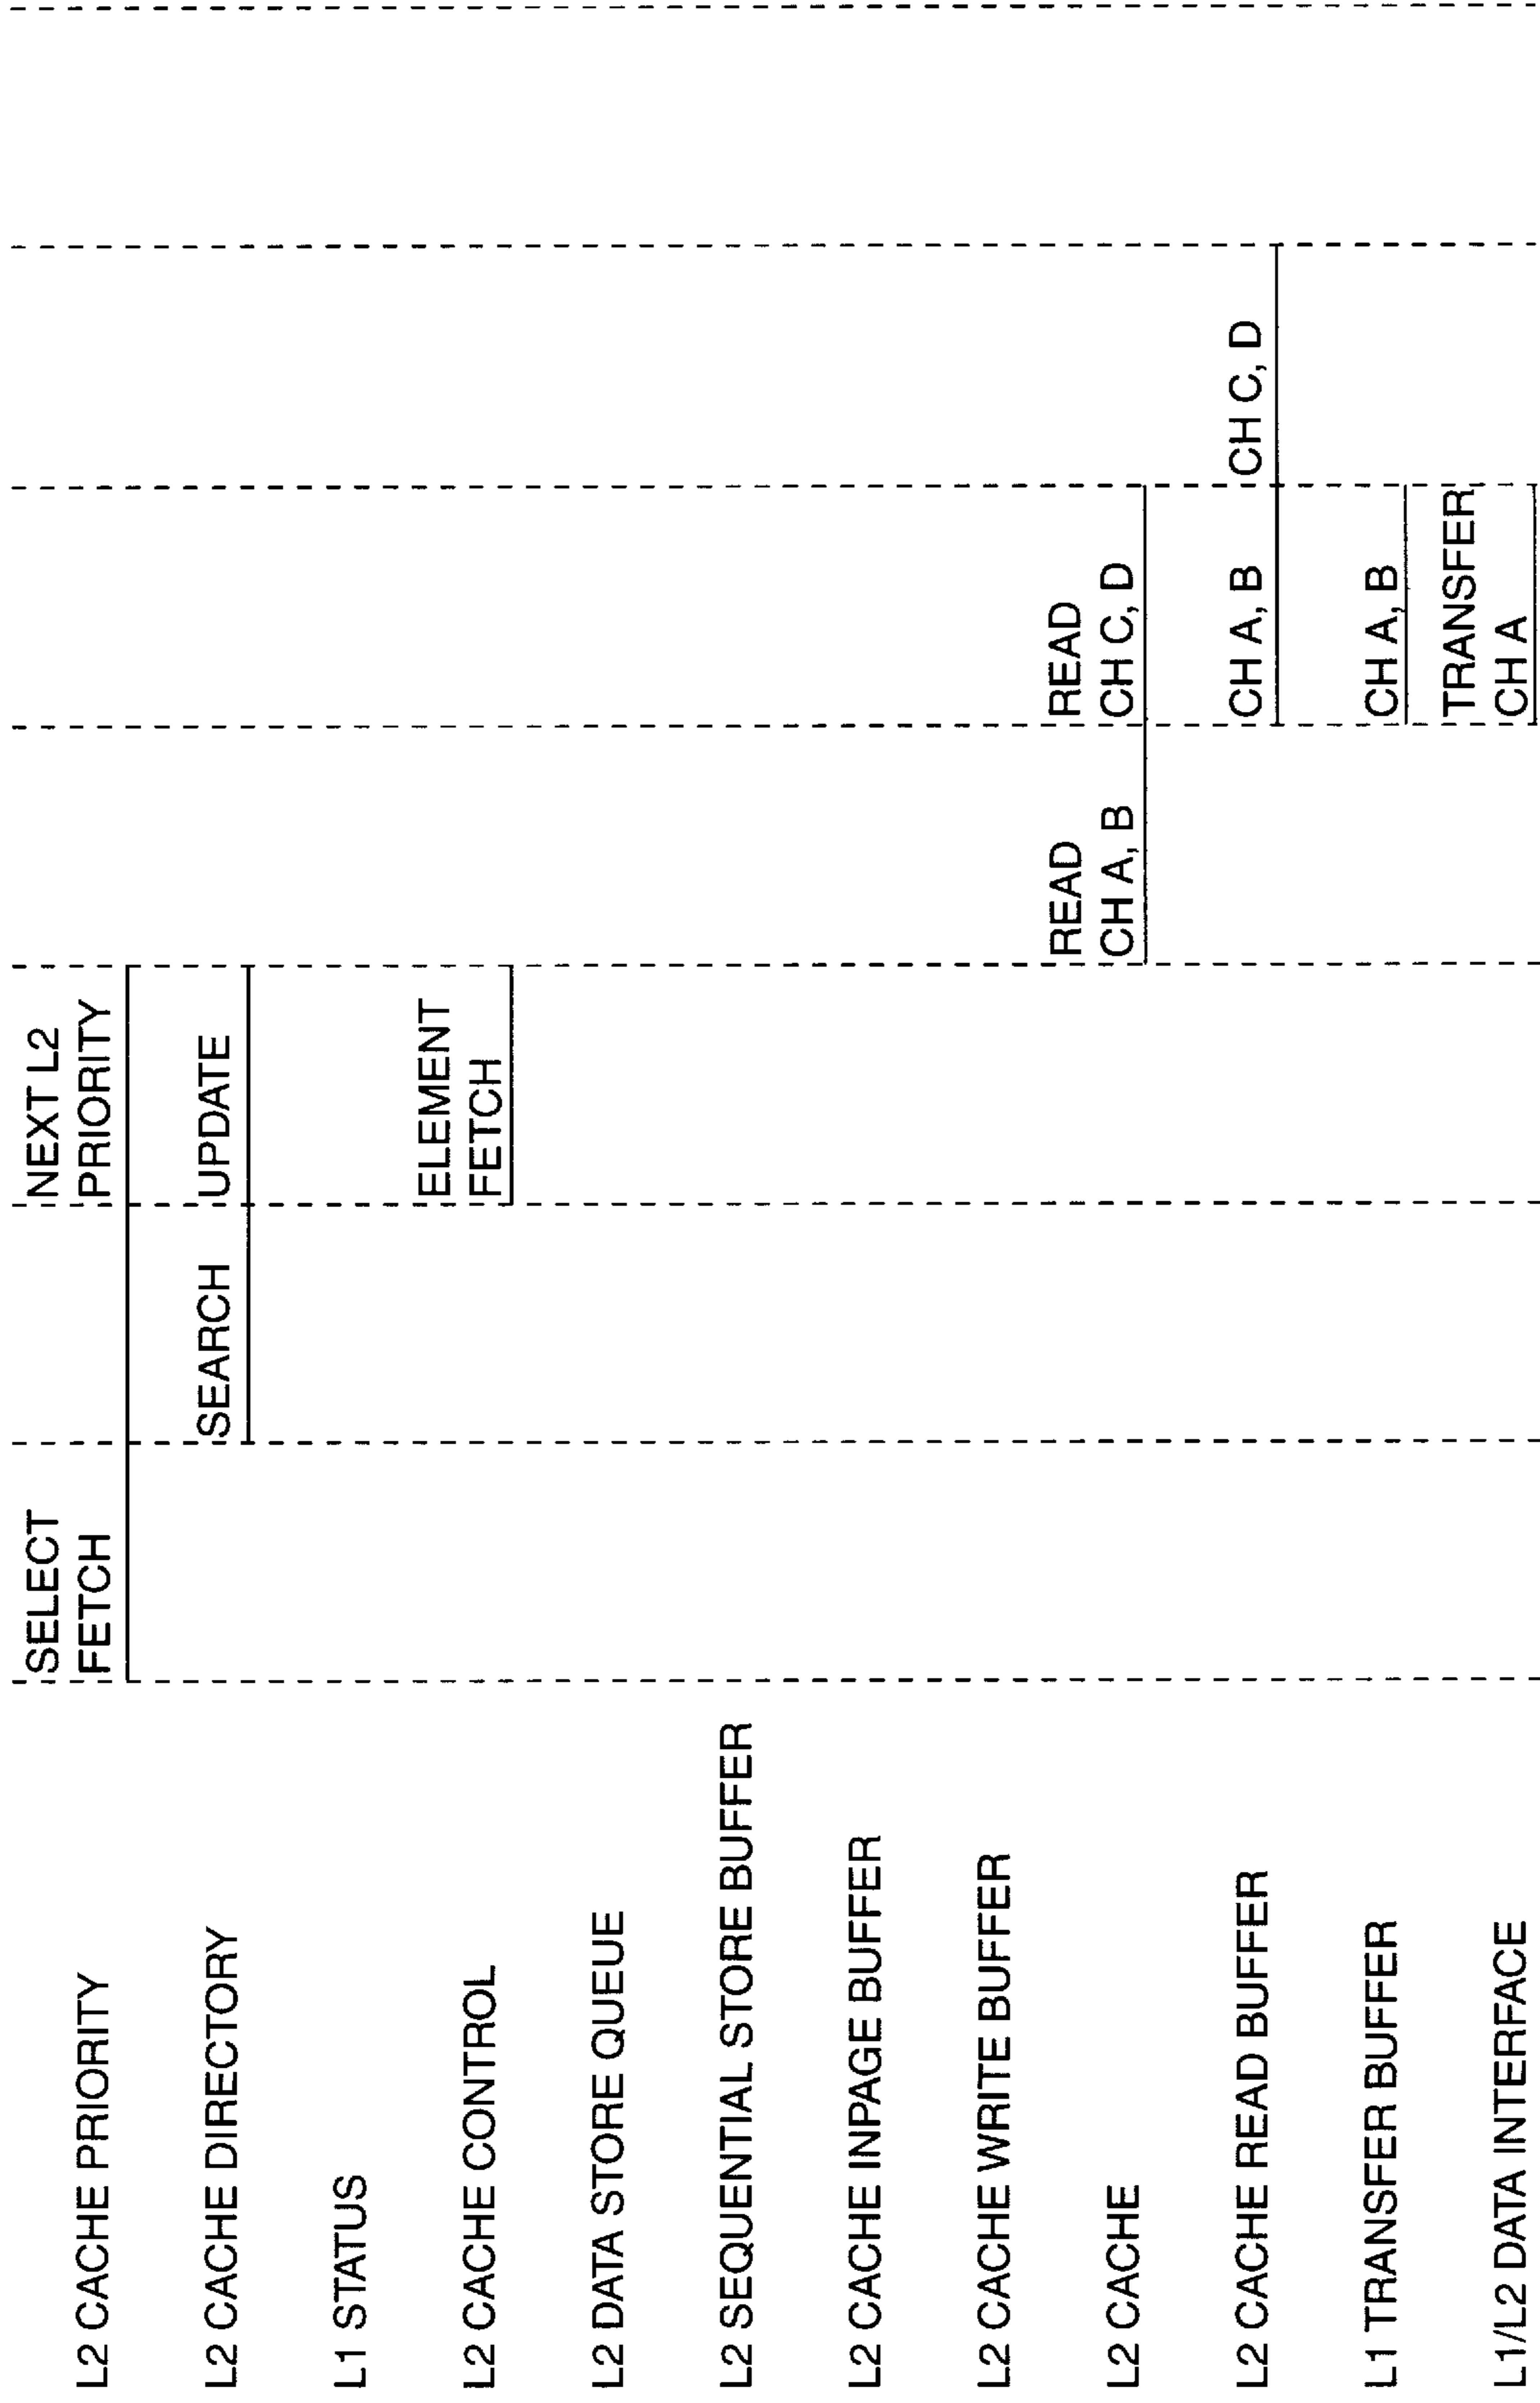 SELECT
FETCH
NEXT L2
PRIORITY
L2 CACHE PRIORITY
SEARCH
UPDATE
L2 CACHE DIRECTORY
L1 STATUS
ELEMENT
FETCH
L2 CACHE CONTROL
L2 DATA STORE QUEUE
L2 SEQUENTIAL STORE BUFFER
L2 CACHE INPAGE BUFFER
L2 CACHE WRITE BUFFER
READ
CH A, B
READ
CH C, D
L2 CACHE
CH A, B
CH C, D
L2 CACHE READ BUFFER
CH A, B
L1 TRANSFER BUFFER
TRANSFER
CH A
L1/L2 DATA INTERFACE